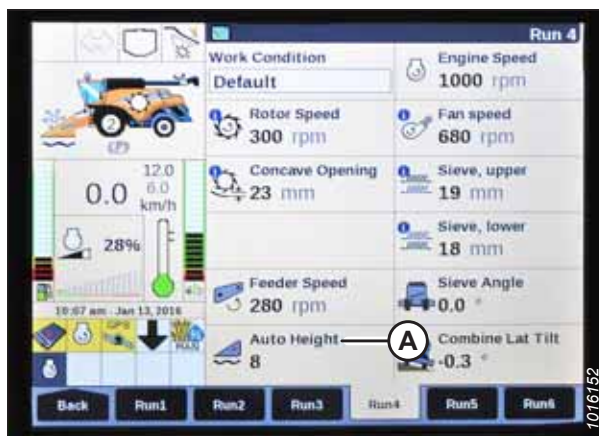 Run 4
Work Condition
Default
Engine Speed
1000 rpm
Rotor Speed
300 rpm
Fan speed
680 rpm
Concave Opening
23 mm
Sieve, upper
19 mm
Sieve, lower
18 mm
Feeder Speed
280 rpm
Sieve Angle
0.0 °
Auto Height
8
A
Combine Lat Tilt
-0.3 °
2
(P)
0.0
12.0
6.0
km/h
28%
10:07 am Jan 13, 2016
GPS
MAN
Back
Run1
Run2
Run3
Run4
Run5
Run6
1016152